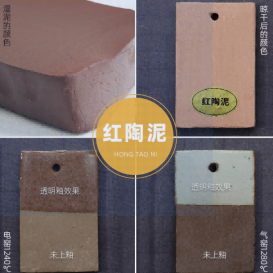 湿泥的颜色
晾干后的颜色
红陶泥
红陶泥
HONG TAO NI
透明釉效果
未上釉
电窑1240℃
透明釉效果
未上釉
气窑1280℃